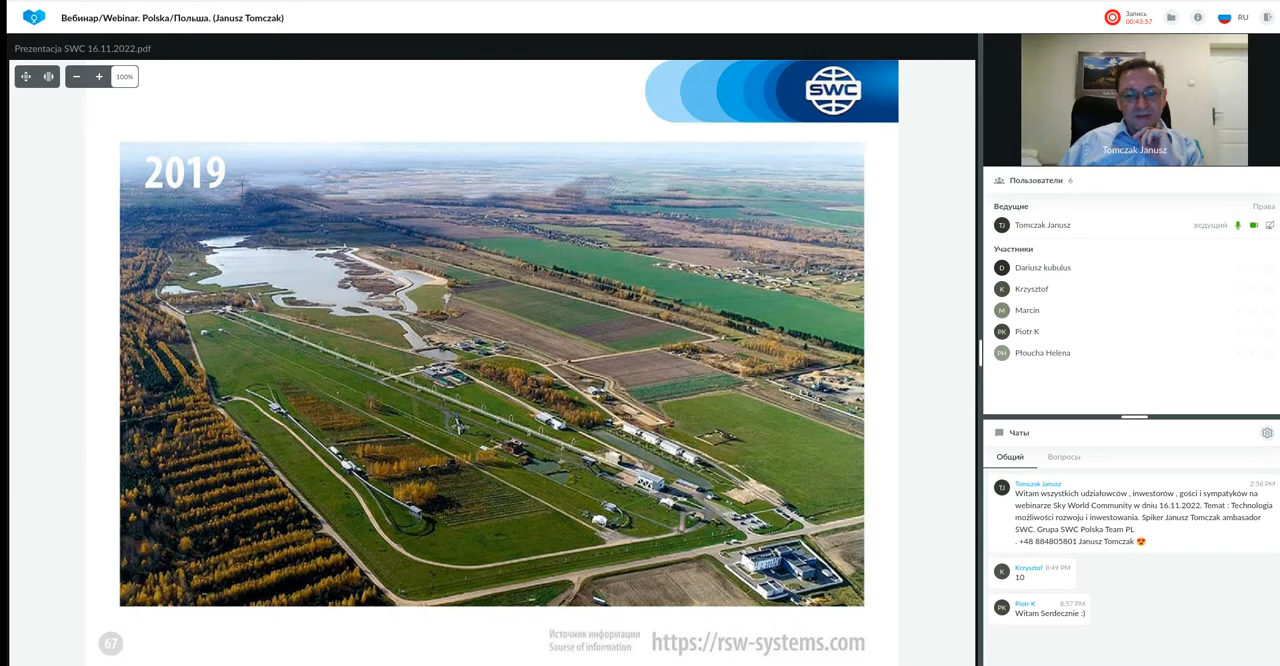 Вебинар/Webinar. Polska/Польша. (Janusz Tomczak)
Запись
00:43:57
RU
Prezentacja SWC 16.11.2022.pdf
100%
SWC
2019
67
Источник информации
Sourse of information
https://rsw-systems.com
Tomczak Janusz
Пользователи 6
Ведущие
Права
TJ
Tomczak Janusz
ведущий
Участники
D
Dariusz kubulus
K
Krzysztof
M
Marcin
PK
Piotr K
PH
Płoucha Helena
Чаты
Общий
Вопросы
TJ
Tomczak Janusz
2:58 PM
Witam wszystkich udziałowców , inwestorów , gości i sympatyków na
webinarze Sky World Community w dniu 16.11.2022. Temat : Technologia
możliwości rozwoju i inwestowania. Spiker Janusz Tomczak ambasador
SWC. Grupa SWC Polska Team PL
. +48 884805801 Janusz Tomczak 😍
K
Krzysztof 8:49 PM
10
PK
Piotr K 8:57 PM
Witam Serdecznie :)